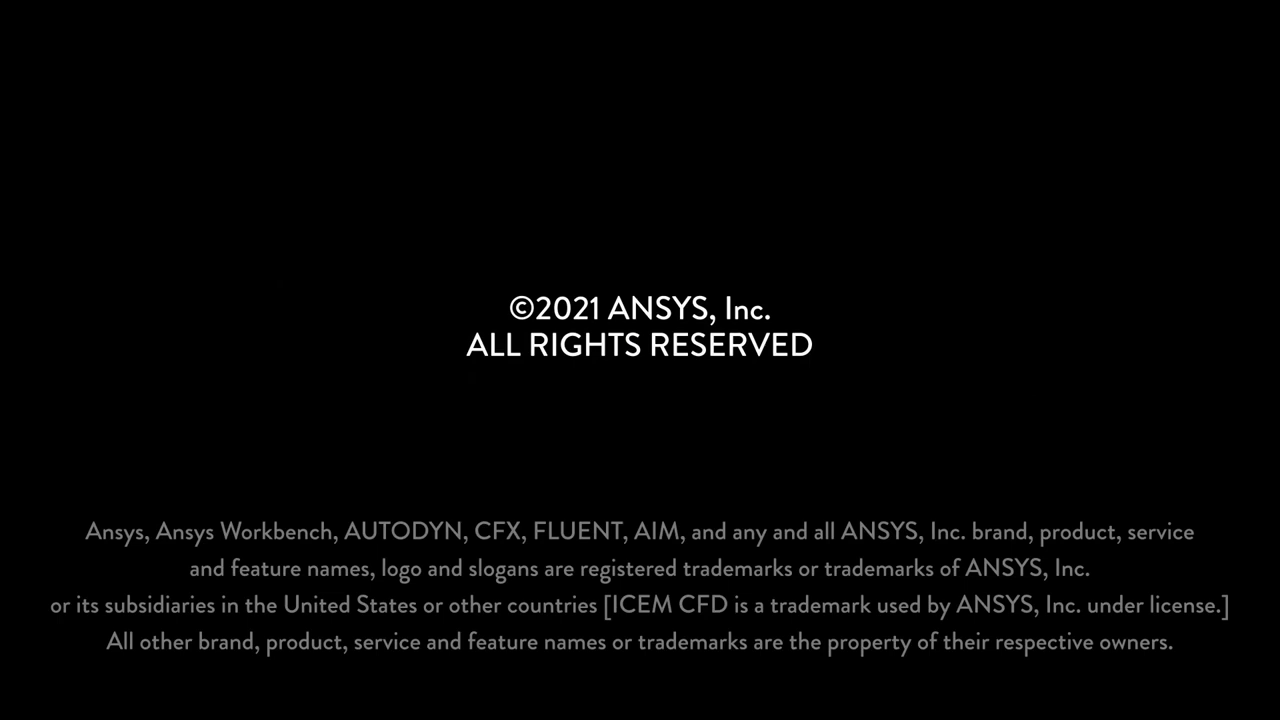 ©2021 ANSYS, Inc.
ALL RIGHTS RESERVED
Ansys, Ansys Workbench, AUTODYN, CFX, FLUENT, AIM, and any and all ANSYS, Inc. brand, product, service
and feature names, logo and slogans are registered trademarks or trademarks of ANSYS, Inc.
or its subsidiaries in the United States or other countries [ICEM CFD is a trademark used by ANSYS, Inc. under license.]
All other brand, product, service and feature names or trademarks are the property of their respective owners.